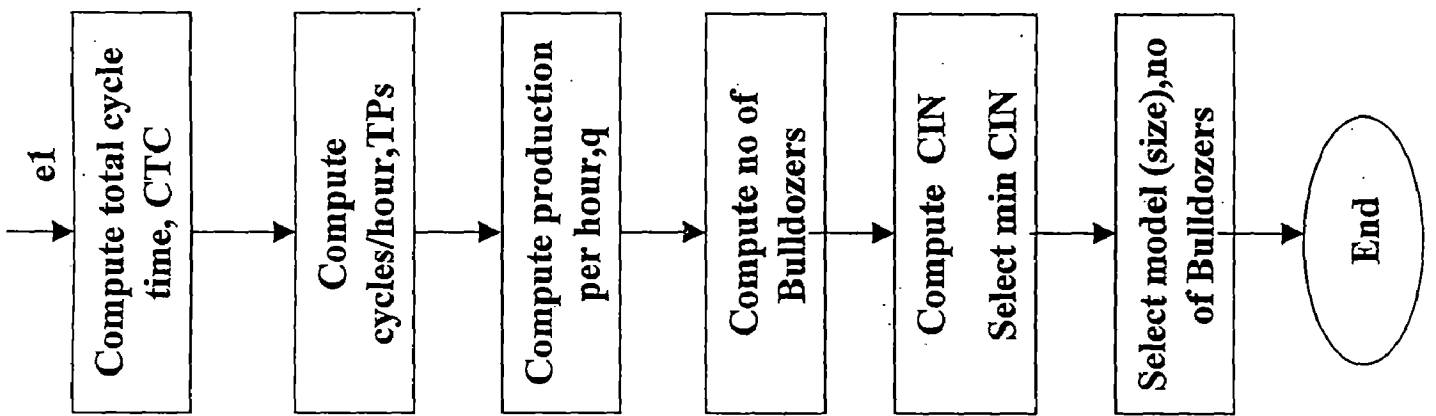 e1
Compute total cycle
time, CTC
Compute
cycles/hour,TPs
Compute production
per hour,q
Compute no of
Bulldozers
Compute CIN
Select min CIN
Select model (size),no
of Bulldozers
End